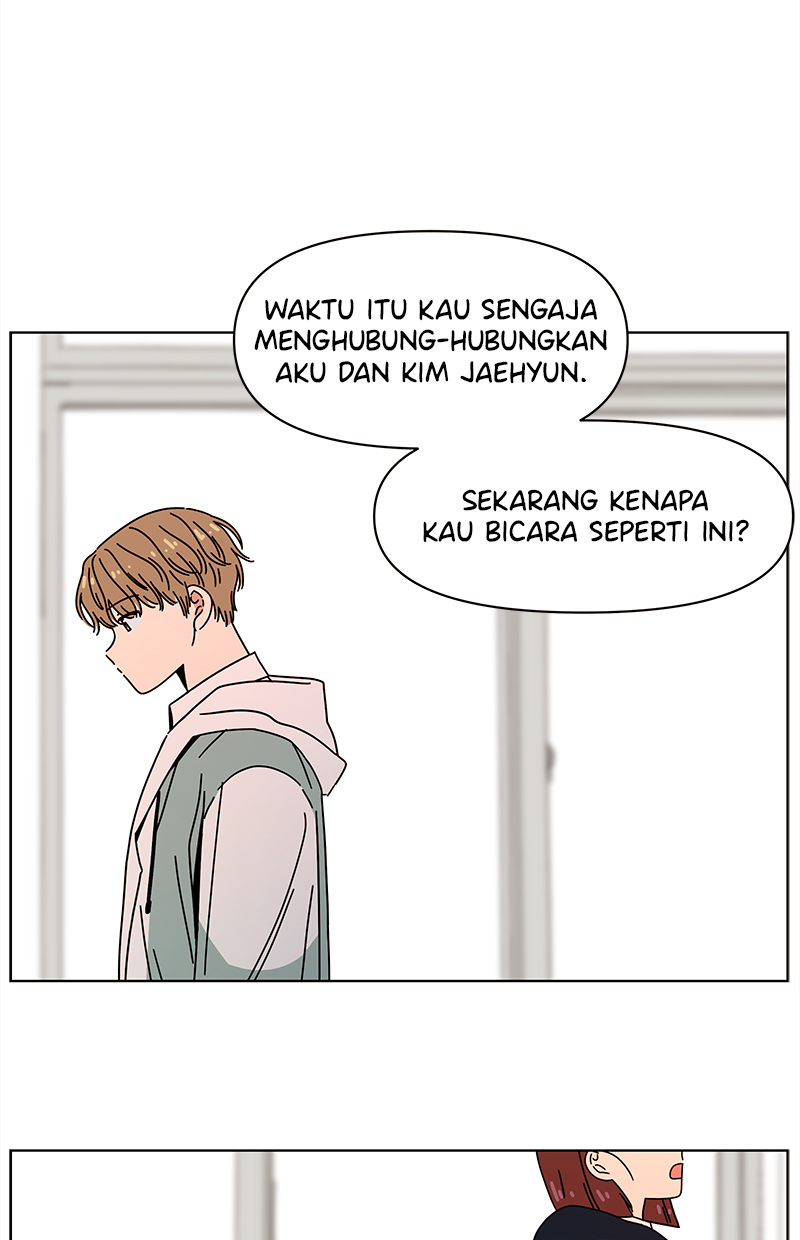 WAKTU ITU KAU SENGAJA
MENGHUBUNG-HUBUNGKAN
AKU DAN KIM JAEHYUN.
SEKARANG KENAPA
KAU BICARA SEPERTI INI?